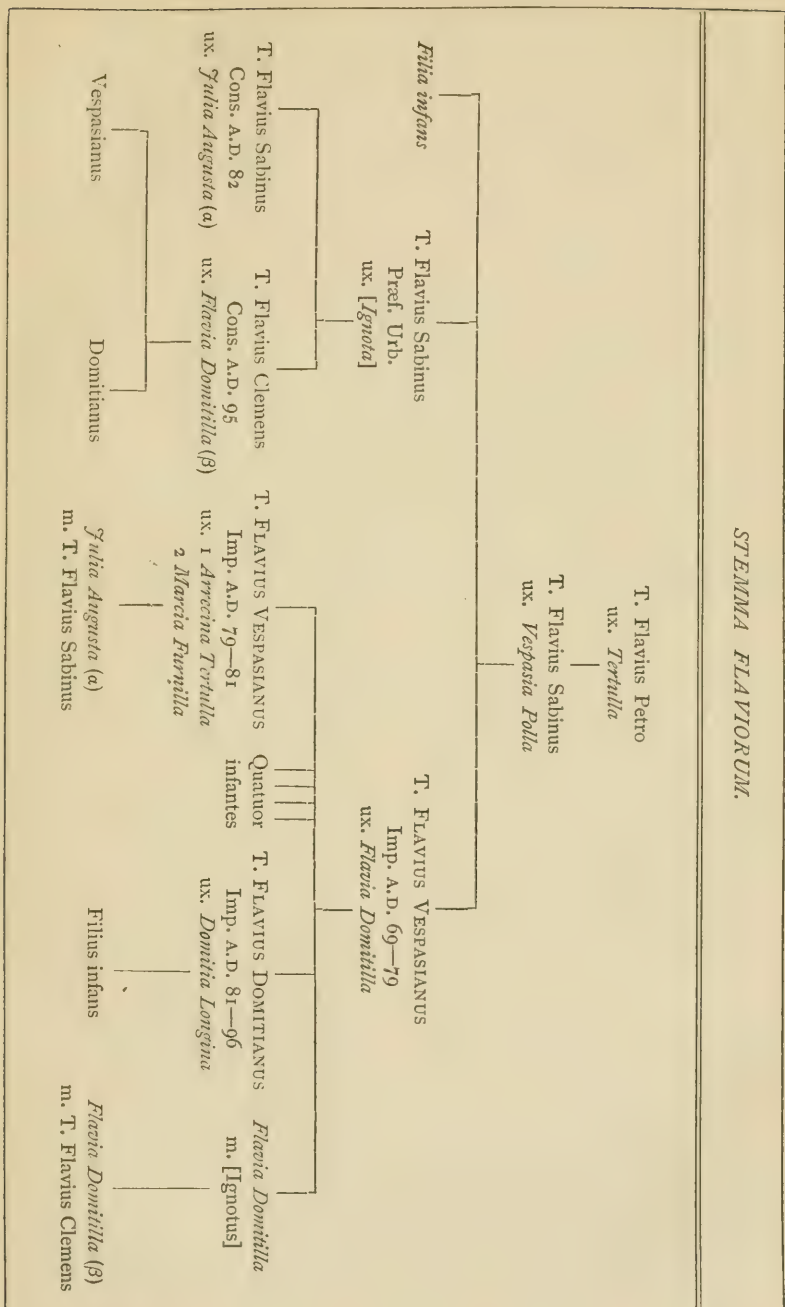 STEMMA FLAVIORUM.
T. Flavius Petro
ux. Tertulla
T. Flavius Sabinus
ux. Vespasia Polla
Filia infans
T. Flavius Sabinus
Præf. Urb.
ux. [Ignota]
T. FLAVIUS VESPASIANUS
Imp. A.D. 69—79
ux. Flavia Domitilla
T. Flavius Sabinus
Cons. A.D. 82
ux. Julia Augusta (α)
T. Flavius Clemens
Cons. A.D. 95
ux. Flavia Domitilla (β)
T. FLAVIUS VESPASIANUS
Imp. A.D. 79—81
ux. 1 Arrecina Tertulla
2 Marcia Furnilla
Quatuor
infantes
T. FLAVIUS DOMITIANUS
Imp. A.D. 81—96
ux. Domitia Longina
Flavia Domitilla
m. [Ignotus]
Vespasianus
Domitianus
Julia Augusta (α)
m. T. Flavius Sabinus
Filius infans
Flavia Domitilla (β)
m. T. Flavius Clemens